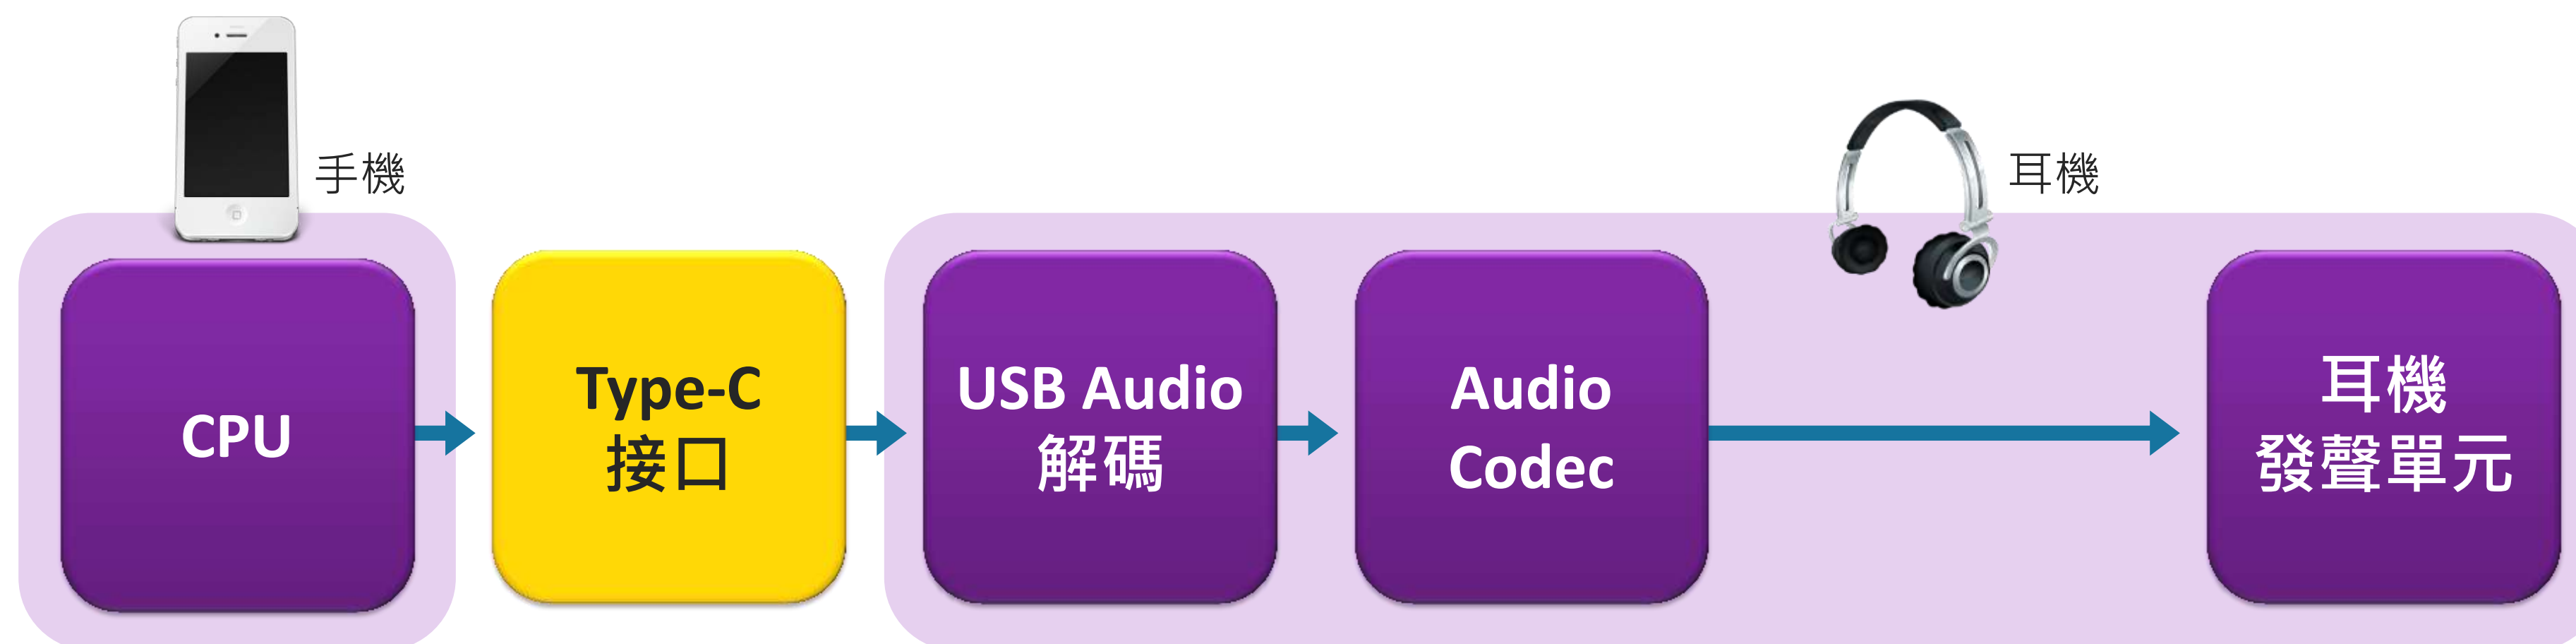 手機
耳機
CPU
Type-C
接口
USB Audio
解碼
Audio
Codec
耳機
發聲單元